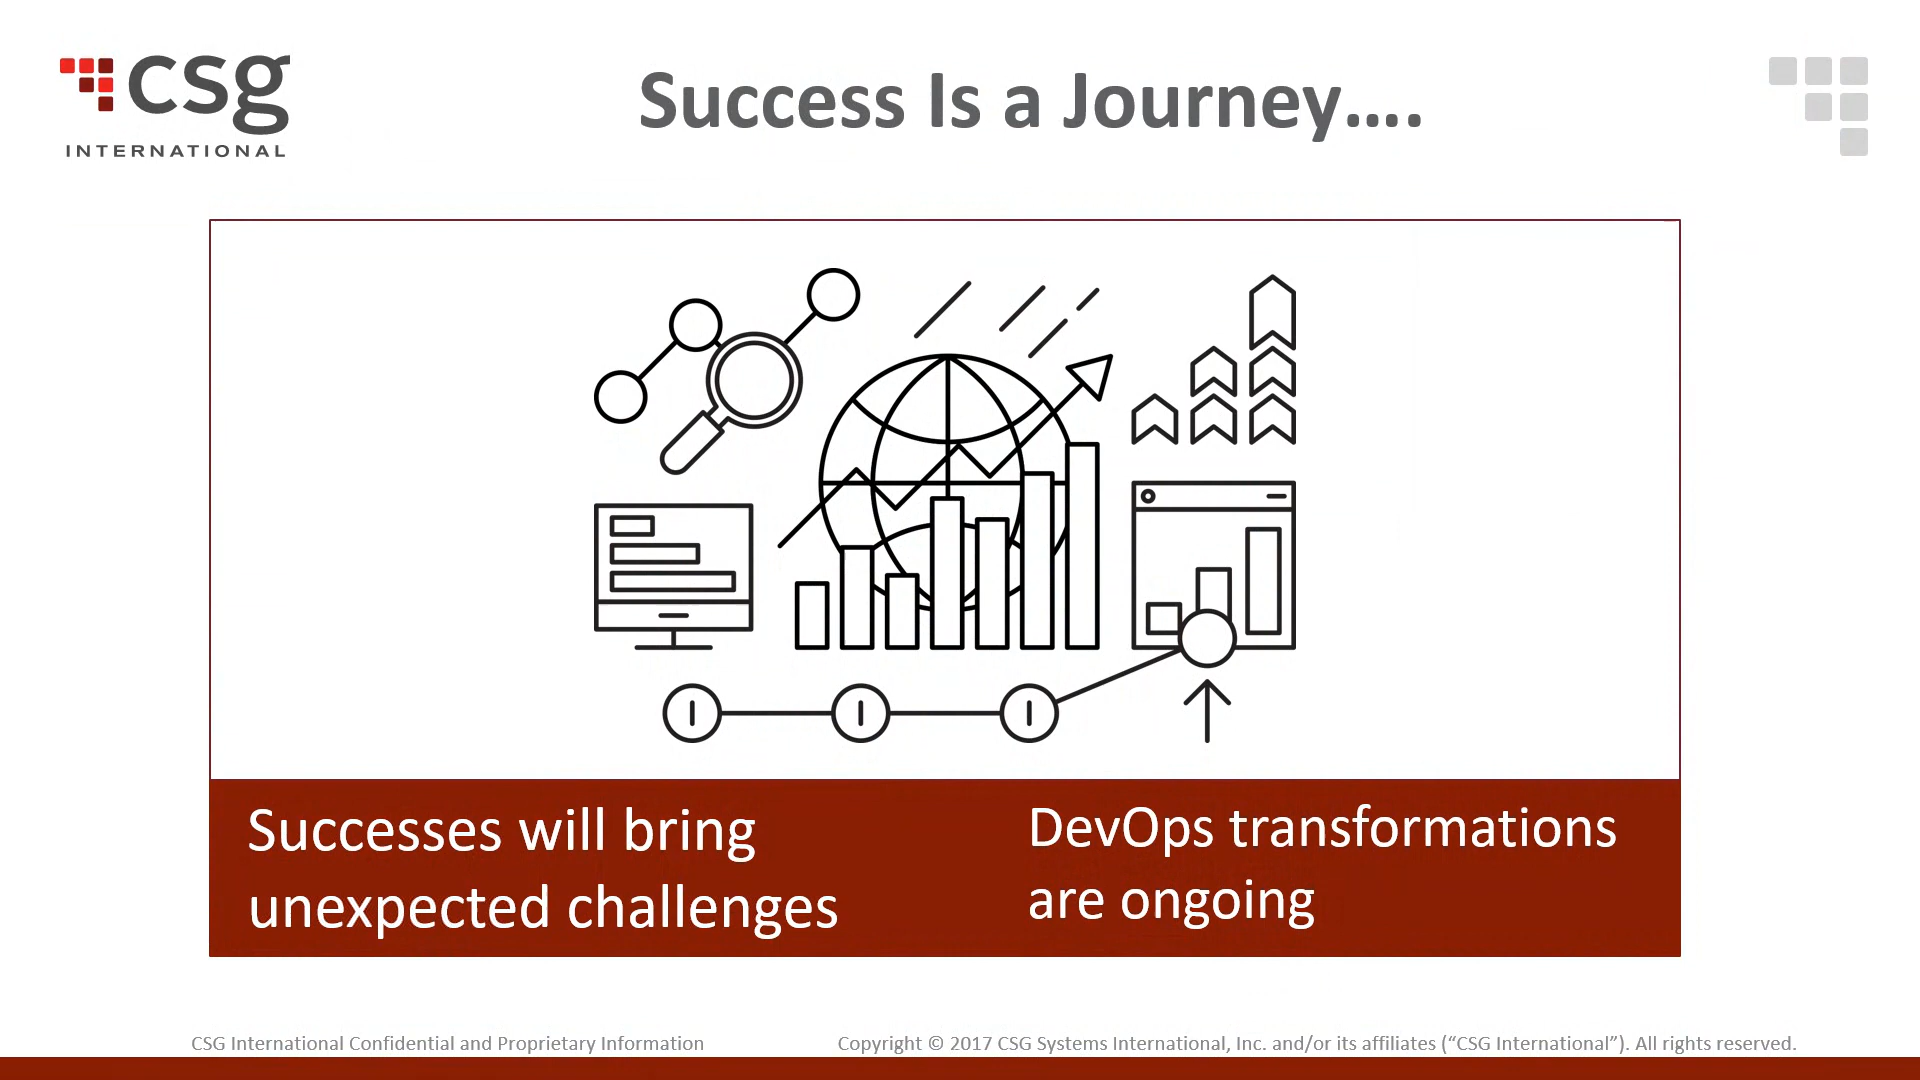 csg
INTERNATIONAL
Success Is a Journey....
Successes will bring
unexpected challenges
DevOps transformations
are ongoing
CSG International Confidential and Proprietary Information
Copyright © 2017 CSG Systems International, Inc. and/or its affiliates (“CSG International”). All rights reserved.